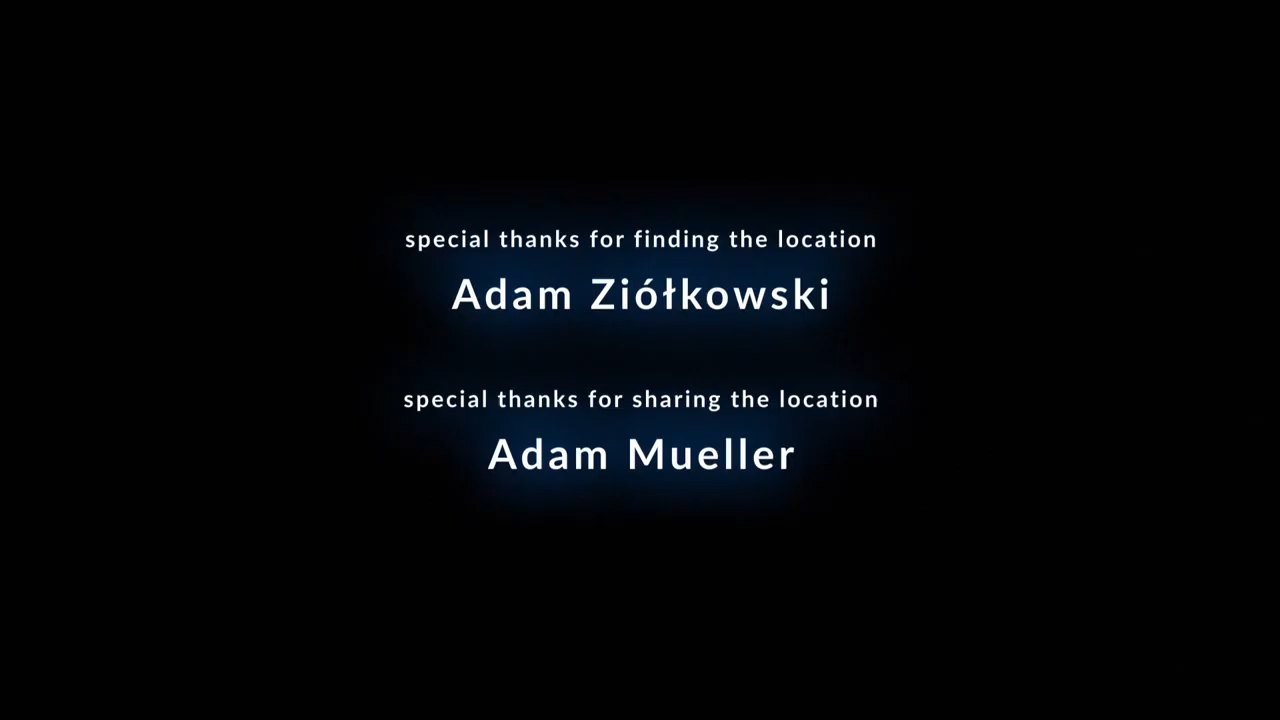 special thanks for finding the location
Adam Ziółkowski
special thanks for sharing the location
Adam Mueller